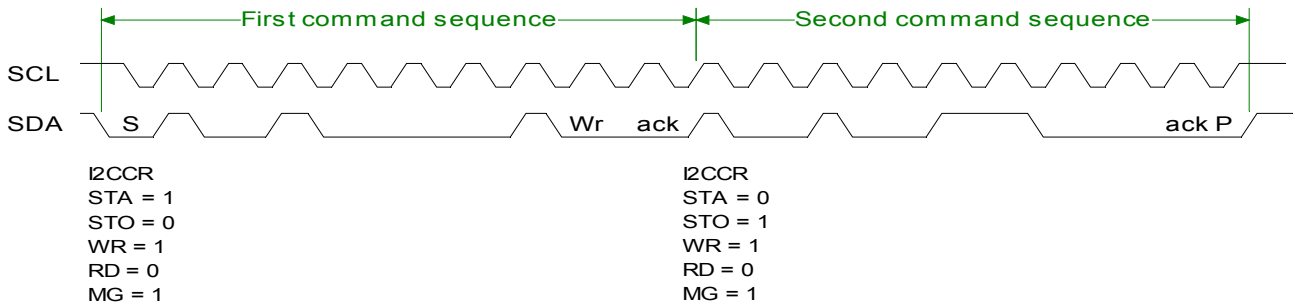 First command sequence Second command sequence
SCL
SDA S Wr ack ack P
I2CCR I2CCR
STA = 1 STA = 0
STO = 0 STO = 1
WR = 1 WR = 1
RD = 0 RD = 0
MG = 1 MG = 1